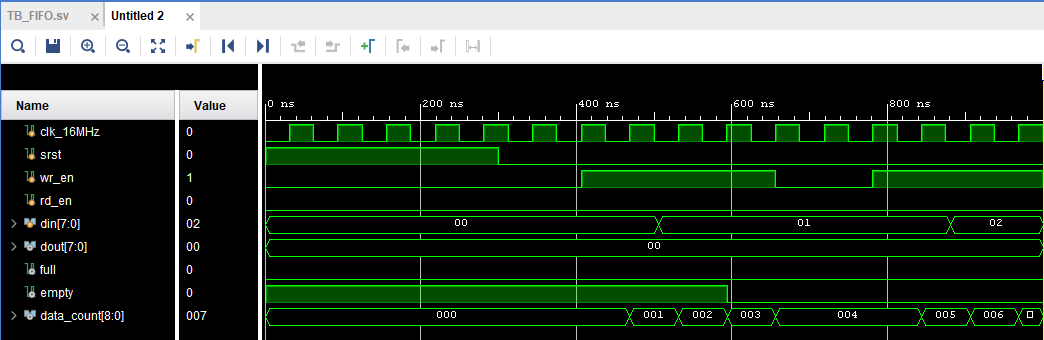 TB_FIFO.sv × Untitled 2 ×
Name Value
0 ns 200 ns 400 ns 600 ns 800 ns
clk_16MHz 0
srst 0
wr_en 1
rd_en 0
din[7:0] 02 00 01 02
dout[7:0] 00 00
full 0
empty 0
data_count[8:0] 007 000 001 002 003 004 005 006